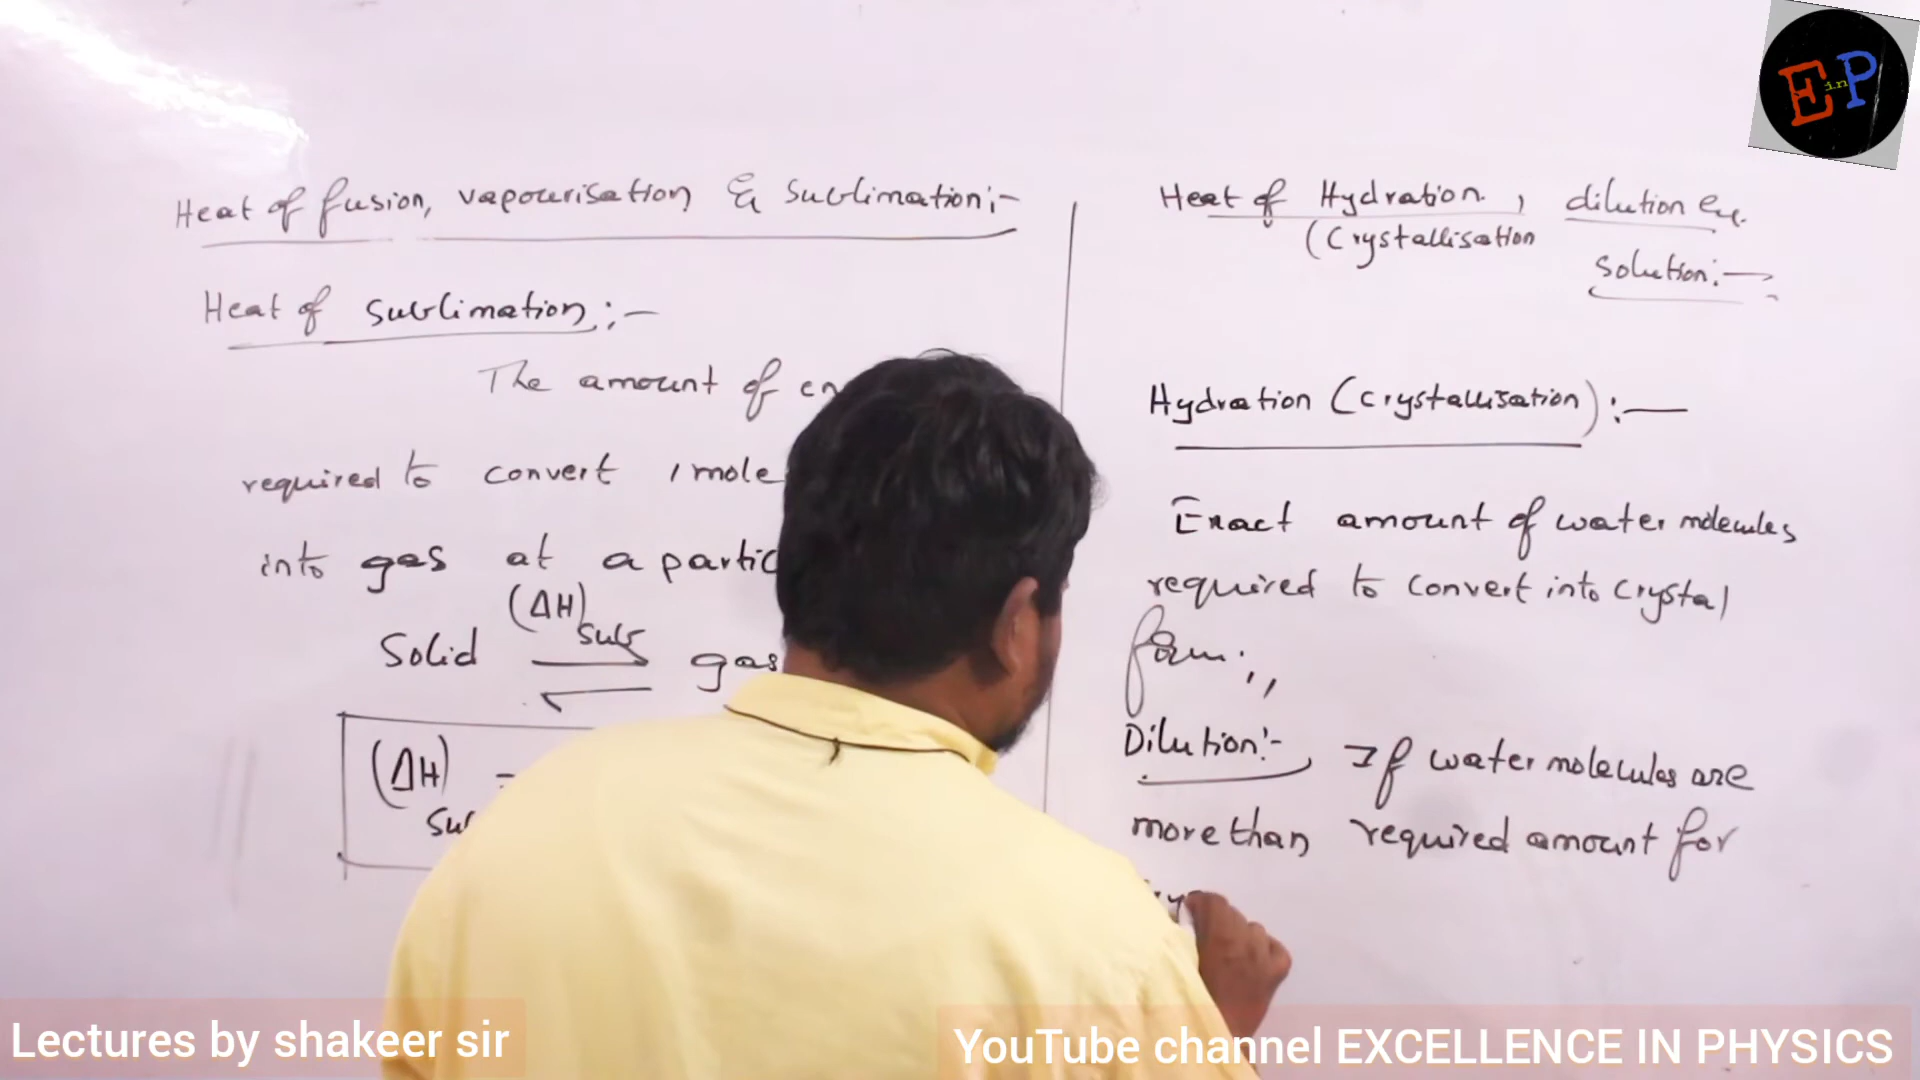 Heat of fusion, vapourisation & sublimation:-
Heat of sublimation:-
The amount of en
required to convert 1 mole
into gas at a partic
(ΔH) sub
Solid gas
(ΔH) =
Heat of Hydration, dilution
(Crystallisation
solution:-
Hydration (Crystallisation):-
Exact amount of water molecules
required to convert into crystal
form.,,
Dilution:- If water molecules are
more than required amount for
E in P
Lectures by shakeer sir
YouTube channel EXCELLENCE IN PHYSICS